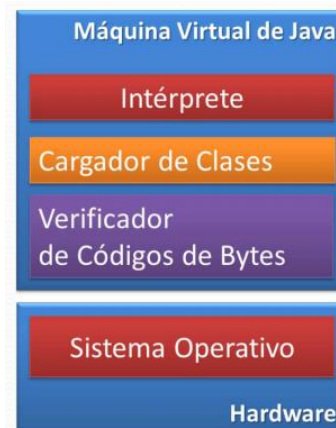 Máquina Virtual de Java
Intérprete
Cargador de Clases
Verificador
de Códigos de Bytes
Sistema Operativo
Hardware